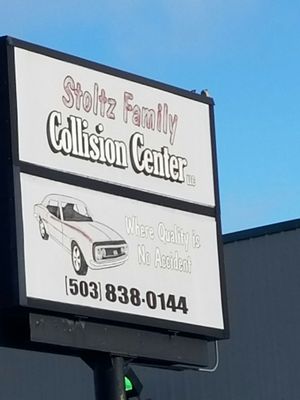 Stoltz Family
Collision Center LLC
Where Quality is
No Accident
(503) 838-0144